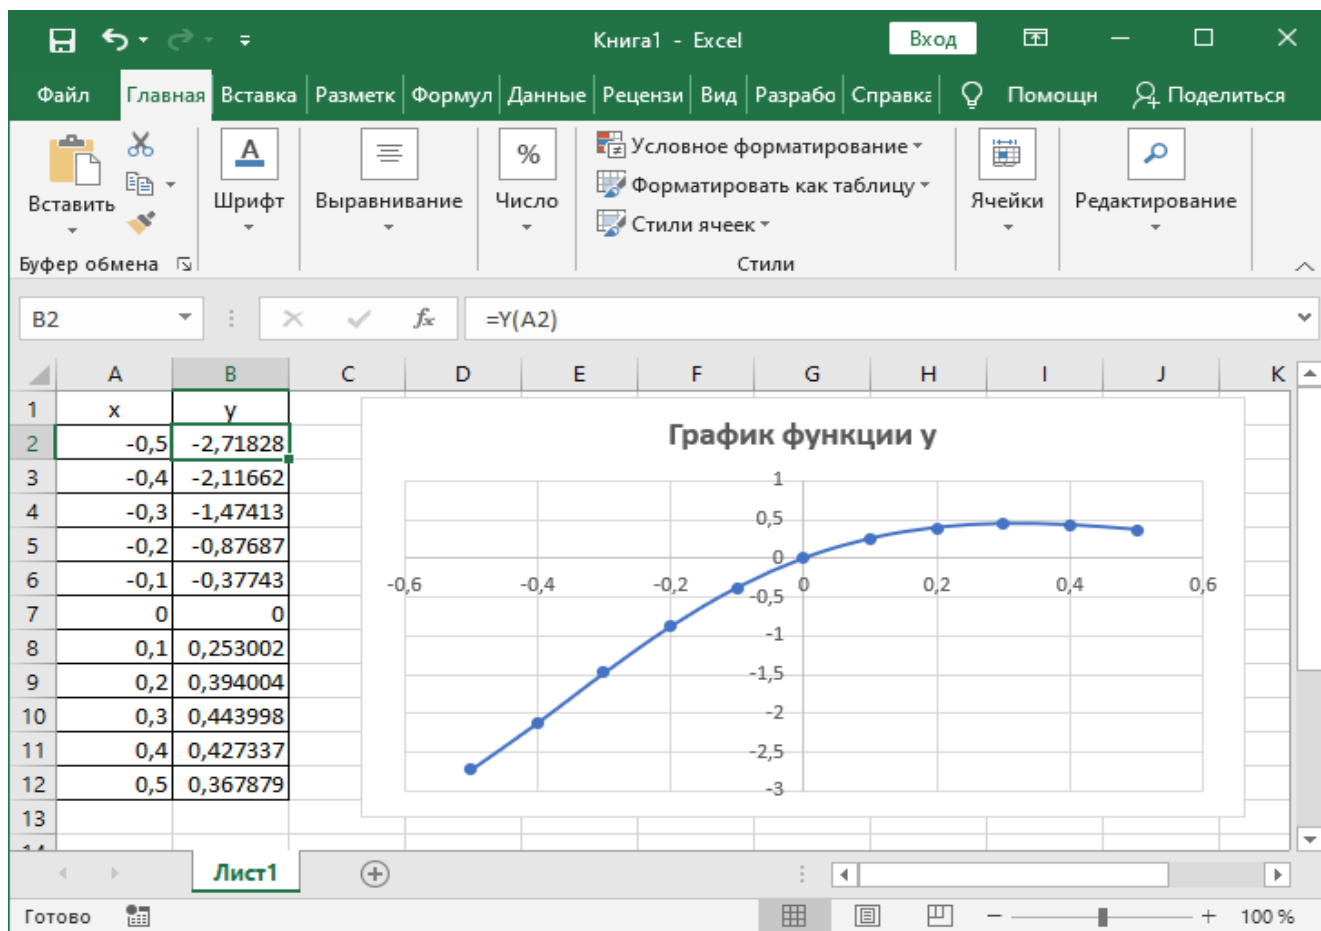 Книга1 - Excel Вход
Файл Главная Вставка Разметк Формул Данные Рецензи Вид Разрабо Справка Помощн Поделиться
Вставить
Буфер обмена
А
Шрифт
Выравнивание
%
Число
Условное форматирование
Форматировать как таблицу
Стили ячеек
Стили
Ячейки
Редактирование
B2 fx =Y(A2)
A B C D E F G H I J K
1 x y
2 -0,5 -2,71828
3 -0,4 -2,11662
4 -0,3 -1,47413
5 -0,2 -0,87687
6 -0,1 -0,37743
7 0 0
8 0,1 0,253002
9 0,2 0,394004
10 0,3 0,443998
11 0,4 0,427337
12 0,5 0,367879
13
График функции y
1
0,5
0
-0,5
-1
-1,5
-2
-2,5
-3
-0,6 -0,4 -0,2 0 0,2 0,4 0,6
Лист1
Готово 100 %